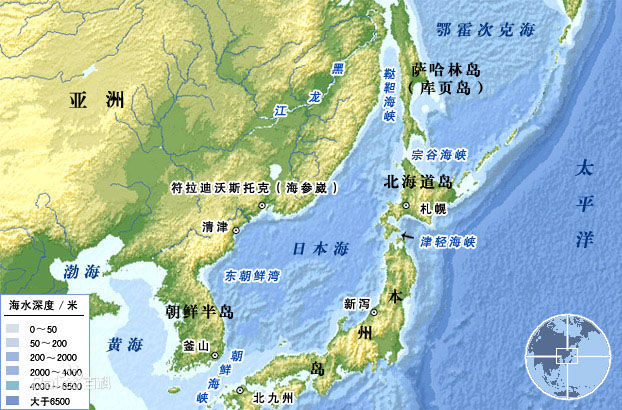 鄂霍次克海
萨哈林岛
（库页岛）
鞑靼海峡
黑龙江
亚洲
宗谷海峡
太平洋
北海道岛
札幌
符拉迪沃斯托克（海参崴）
清津
津轻海峡
日本海
东朝鲜湾
渤海
朝鲜半岛
新泻
本州岛
黄海
釜山
朝鲜海峡
北九州
海水深度 / 米
0～50
50～200
200～2000
2000～4000
4000～6500
大于6500